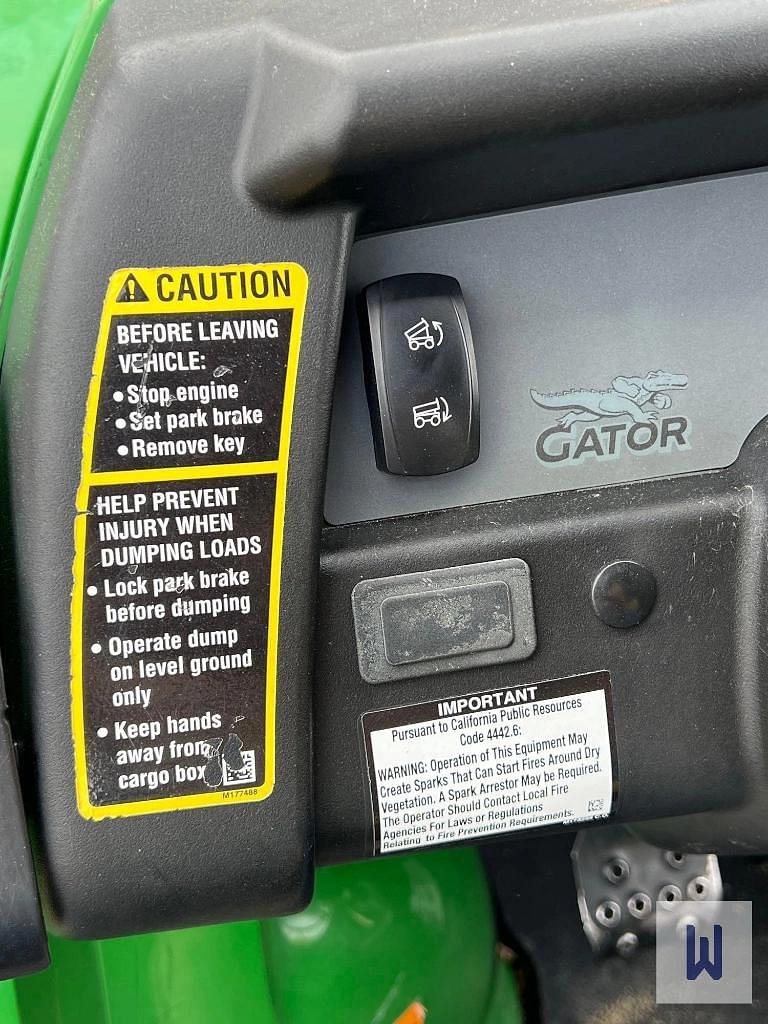 CAUTION
BEFORE LEAVING
VEHICLE:
• Stop engine
• Set park brake
• Remove key
HELP PREVENT
INJURY WHEN
DUMPING LOADS
• Lock park brake
before dumping
• Operate dump
on level ground
only
• Keep hands
away from
cargo box
M177488
GATOR
IMPORTANT
Pursuant to California Public Resources
Code 4442.6:
WARNING: Operation of This Equipment May
Create Sparks That Can Start Fires Around Dry
Vegetation. A Spark Arrestor May be Required.
The Operator Should Contact Local Fire
Agencies For Laws or Regulations
Relating to Fire Prevention Requirements.
W